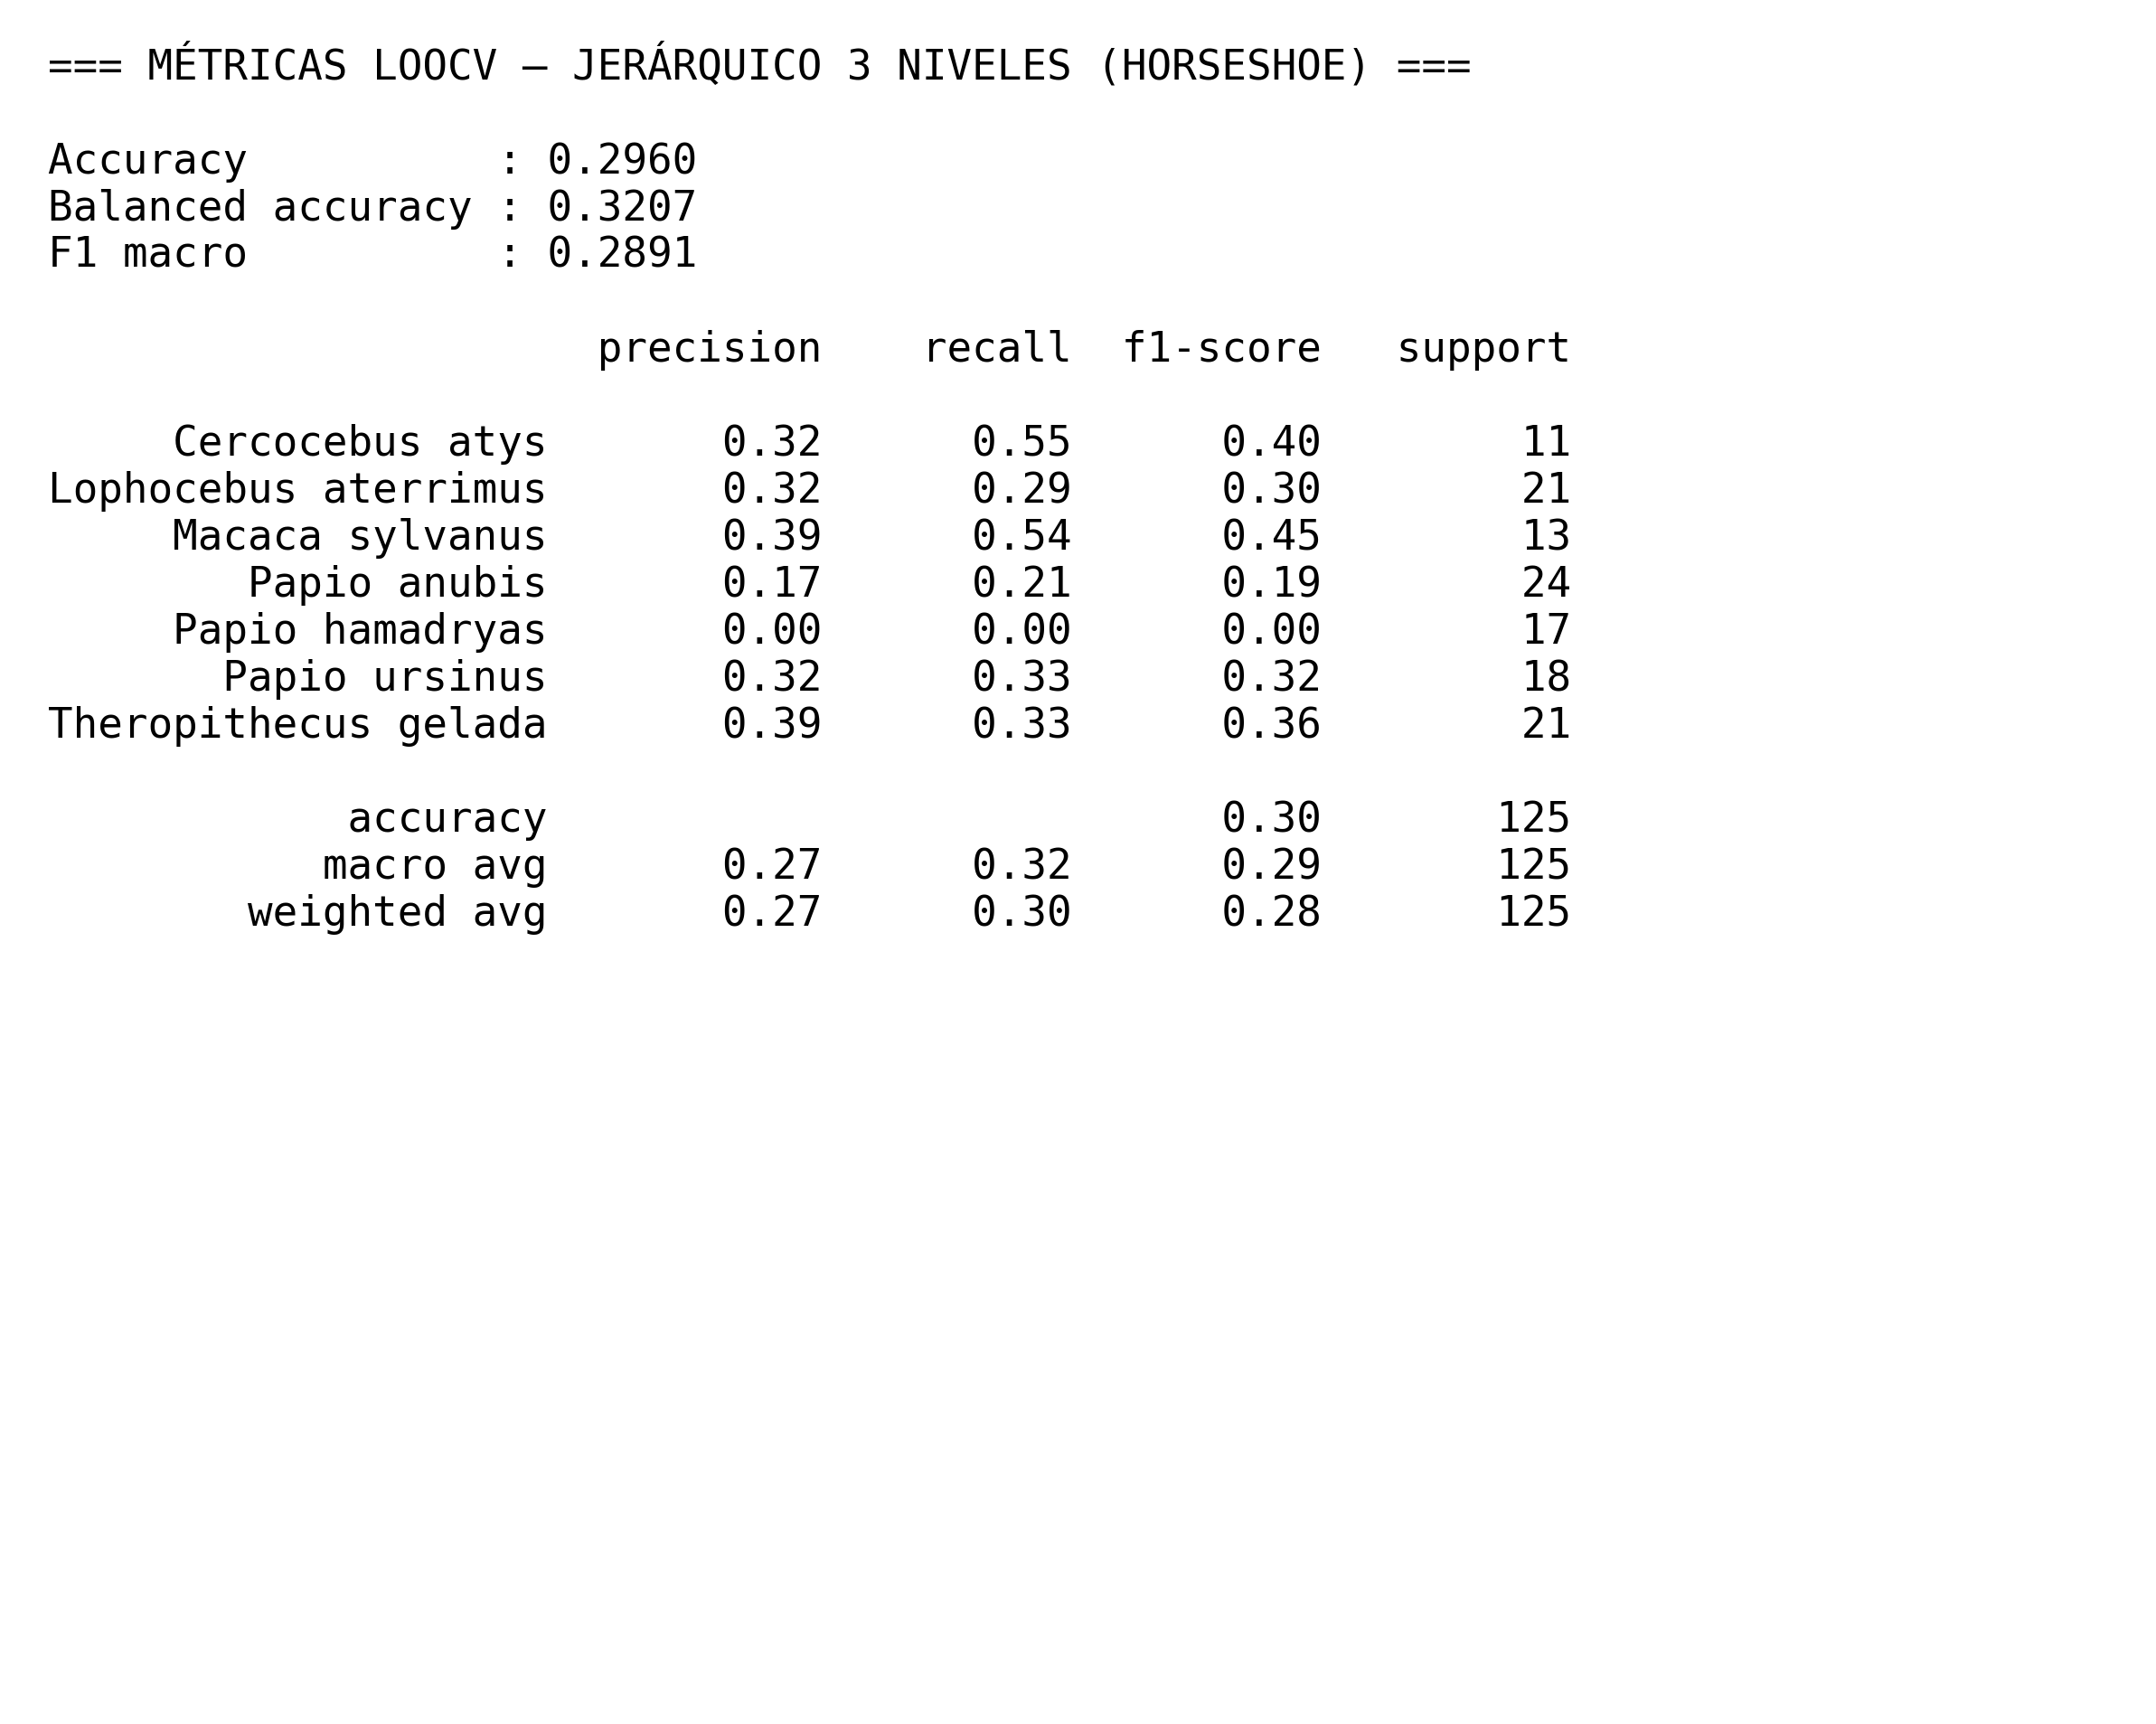 === MÉTRICAS LOOCV — JERÁRQUICO 3 NIVELES (HORSESHOE) ===
Accuracy : 0.2960
Balanced accuracy : 0.3207
F1 macro : 0.2891
precision recall f1-score support
Cercocebus atys 0.32 0.55 0.40 11
Lophocebus aterrimus 0.32 0.29 0.30 21
Macaca sylvanus 0.39 0.54 0.45 13
Papio anubis 0.17 0.21 0.19 24
Papio hamadryas 0.00 0.00 0.00 17
Papio ursinus 0.32 0.33 0.32 18
Theropithecus gelada 0.39 0.33 0.36 21
accuracy 0.30 125
macro avg 0.27 0.32 0.29 125
weighted avg 0.27 0.30 0.28 125